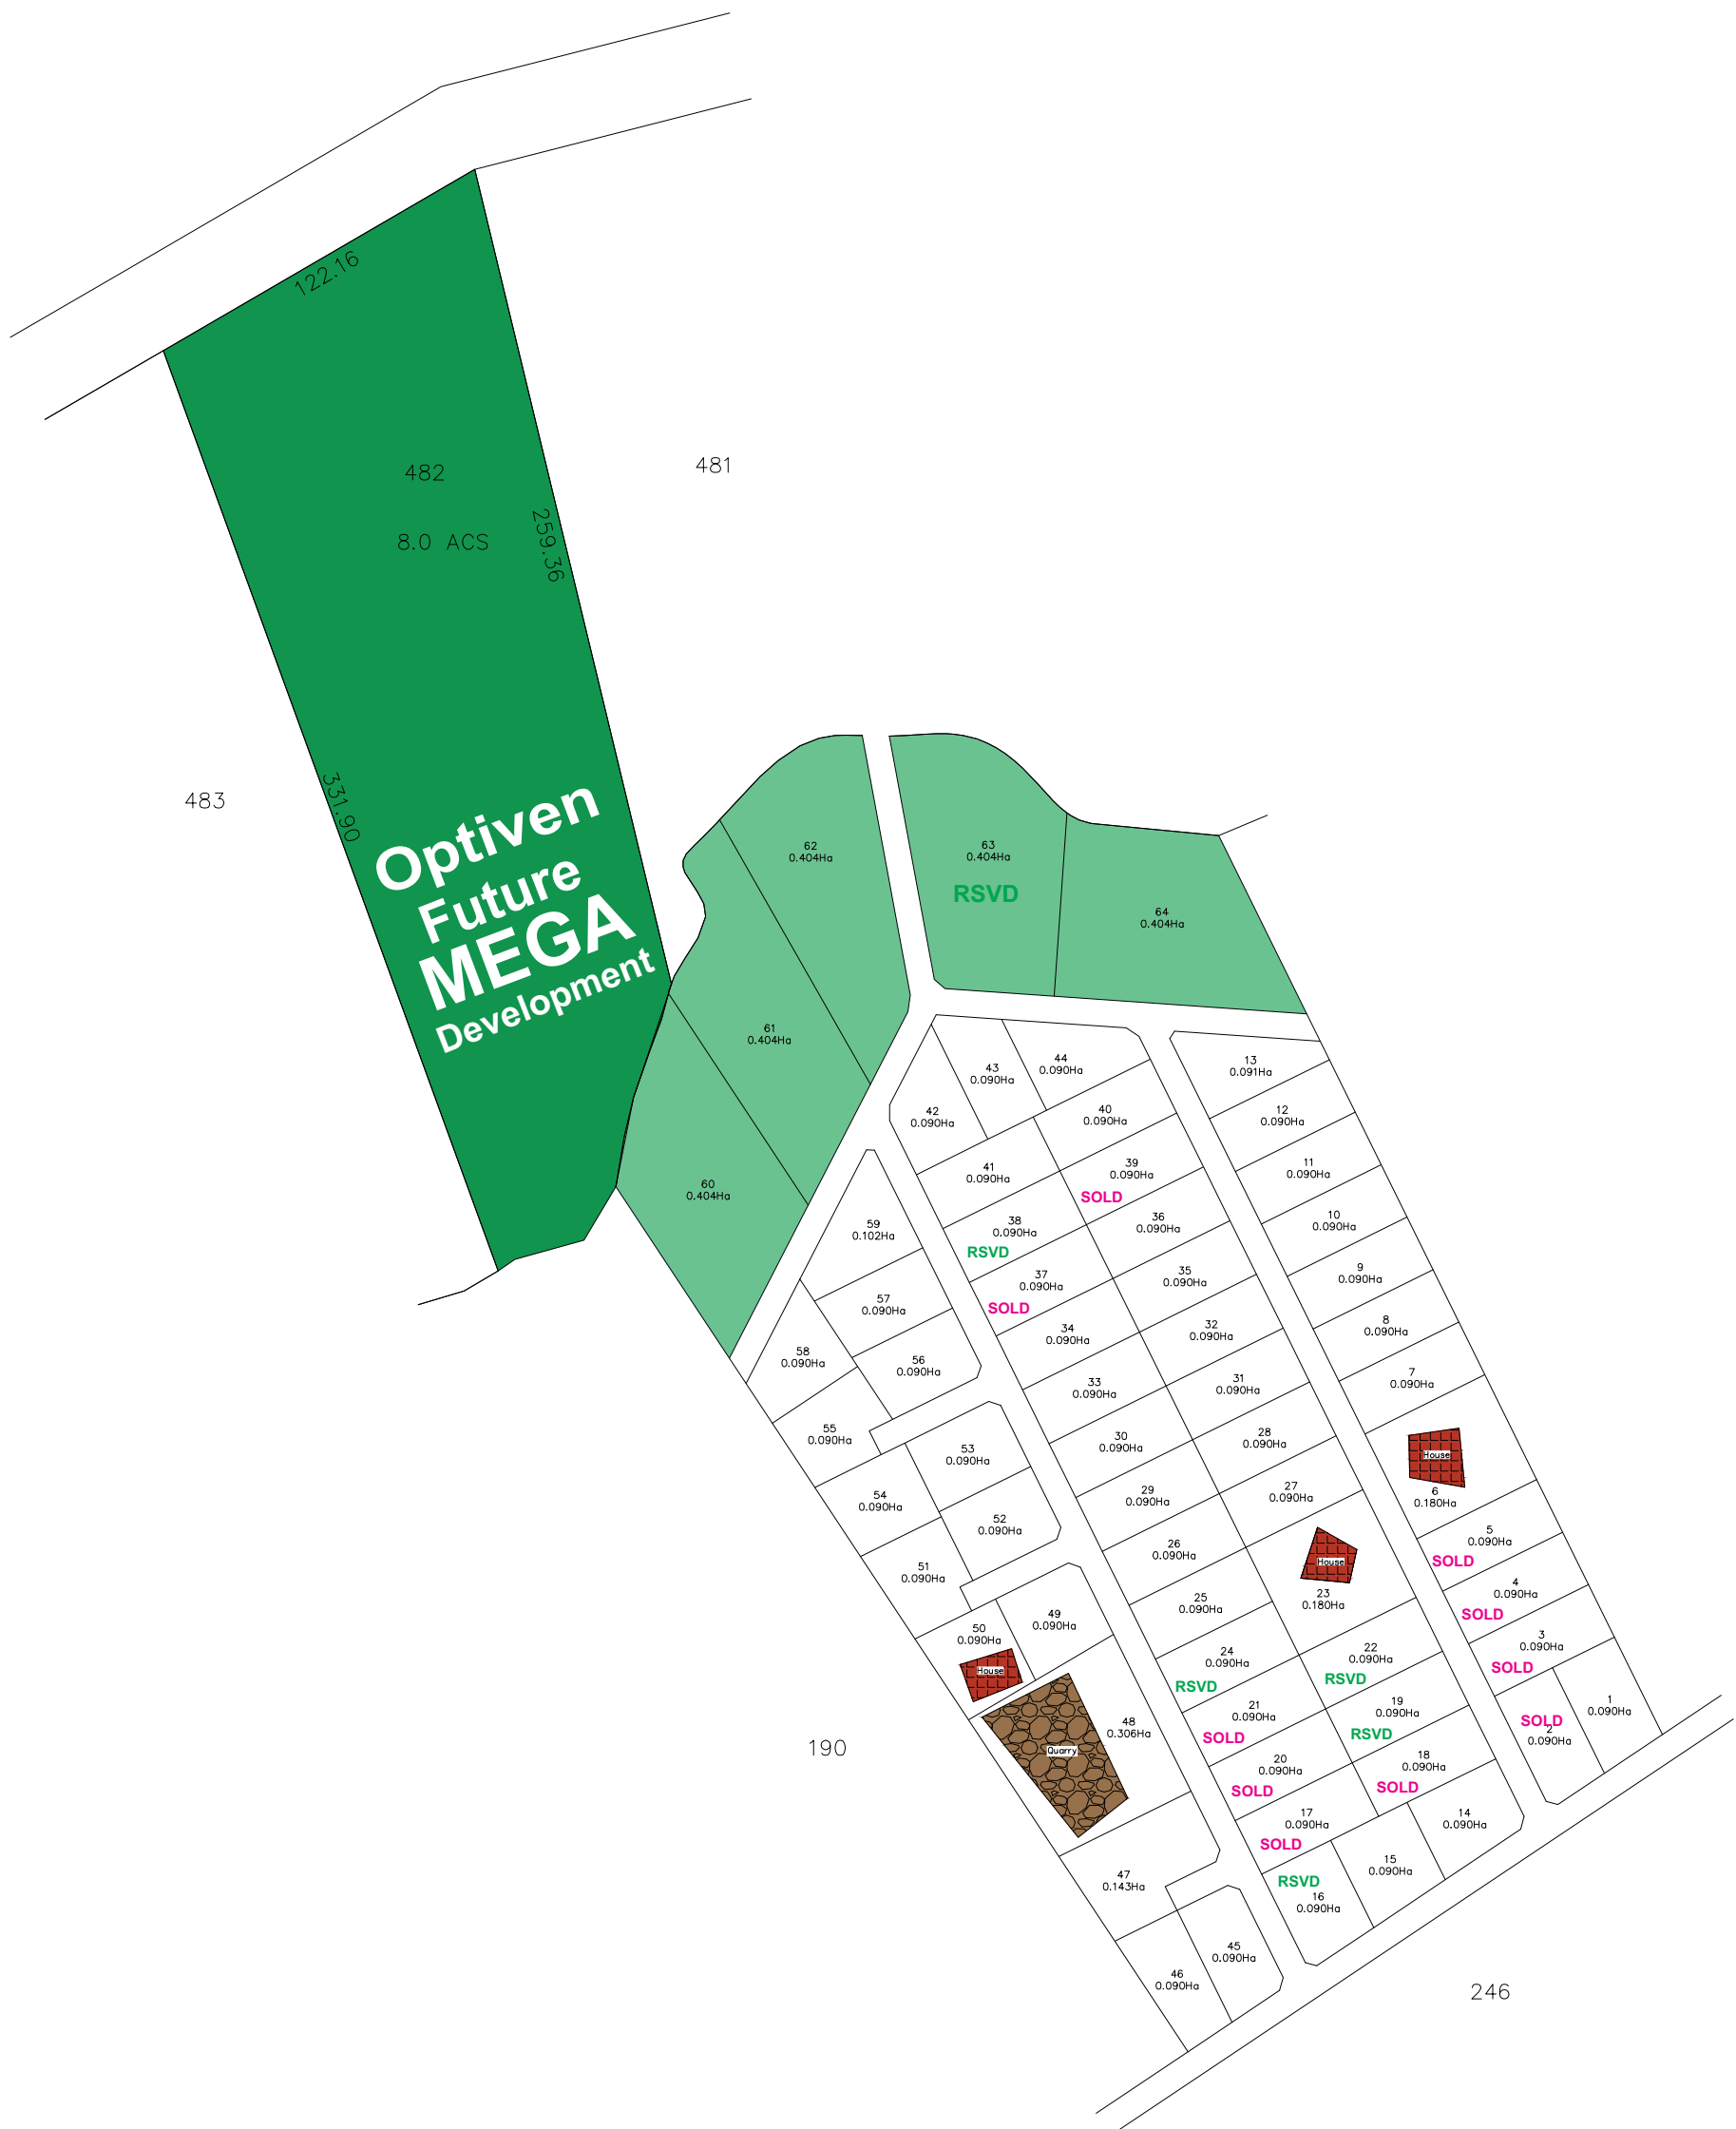 122.16
482
481
8.0 ACS
259.36
483
331.90
Optiven
Future
MEGA
Development
62
0.404Ha
63
0.404Ha
RSVD
64
0.404Ha
61
0.404Ha
60
0.404Ha
44
0.090Ha
43
0.090Ha
42
0.090Ha
13
0.091Ha
12
0.090Ha
11
0.090Ha
10
0.090Ha
9
0.090Ha
8
0.090Ha
7
0.090Ha
House
6
0.180Ha
5
0.090Ha
SOLD
4
0.090Ha
SOLD
3
0.090Ha
SOLD
SOLD
2
0.090Ha
1
0.090Ha
40
0.090Ha
41
0.090Ha
39
0.090Ha
SOLD
38
0.090Ha
RSVD
36
0.090Ha
37
0.090Ha
SOLD
35
0.090Ha
34
0.090Ha
32
0.090Ha
33
0.090Ha
31
0.090Ha
30
0.090Ha
28
0.090Ha
29
0.090Ha
27
0.090Ha
26
0.090Ha
House
23
0.180Ha
25
0.090Ha
24
0.090Ha
RSVD
22
0.090Ha
RSVD
21
0.090Ha
SOLD
19
0.090Ha
RSVD
20
0.090Ha
SOLD
18
0.090Ha
SOLD
17
0.090Ha
SOLD
14
0.090Ha
15
0.090Ha
RSVD
16
0.090Ha
59
0.102Ha
57
0.090Ha
58
0.090Ha
56
0.090Ha
55
0.090Ha
53
0.090Ha
54
0.090Ha
52
0.090Ha
51
0.090Ha
49
0.090Ha
50
0.090Ha
House
48
0.306Ha
Quarry
190
47
0.143Ha
45
0.090Ha
46
0.090Ha
246